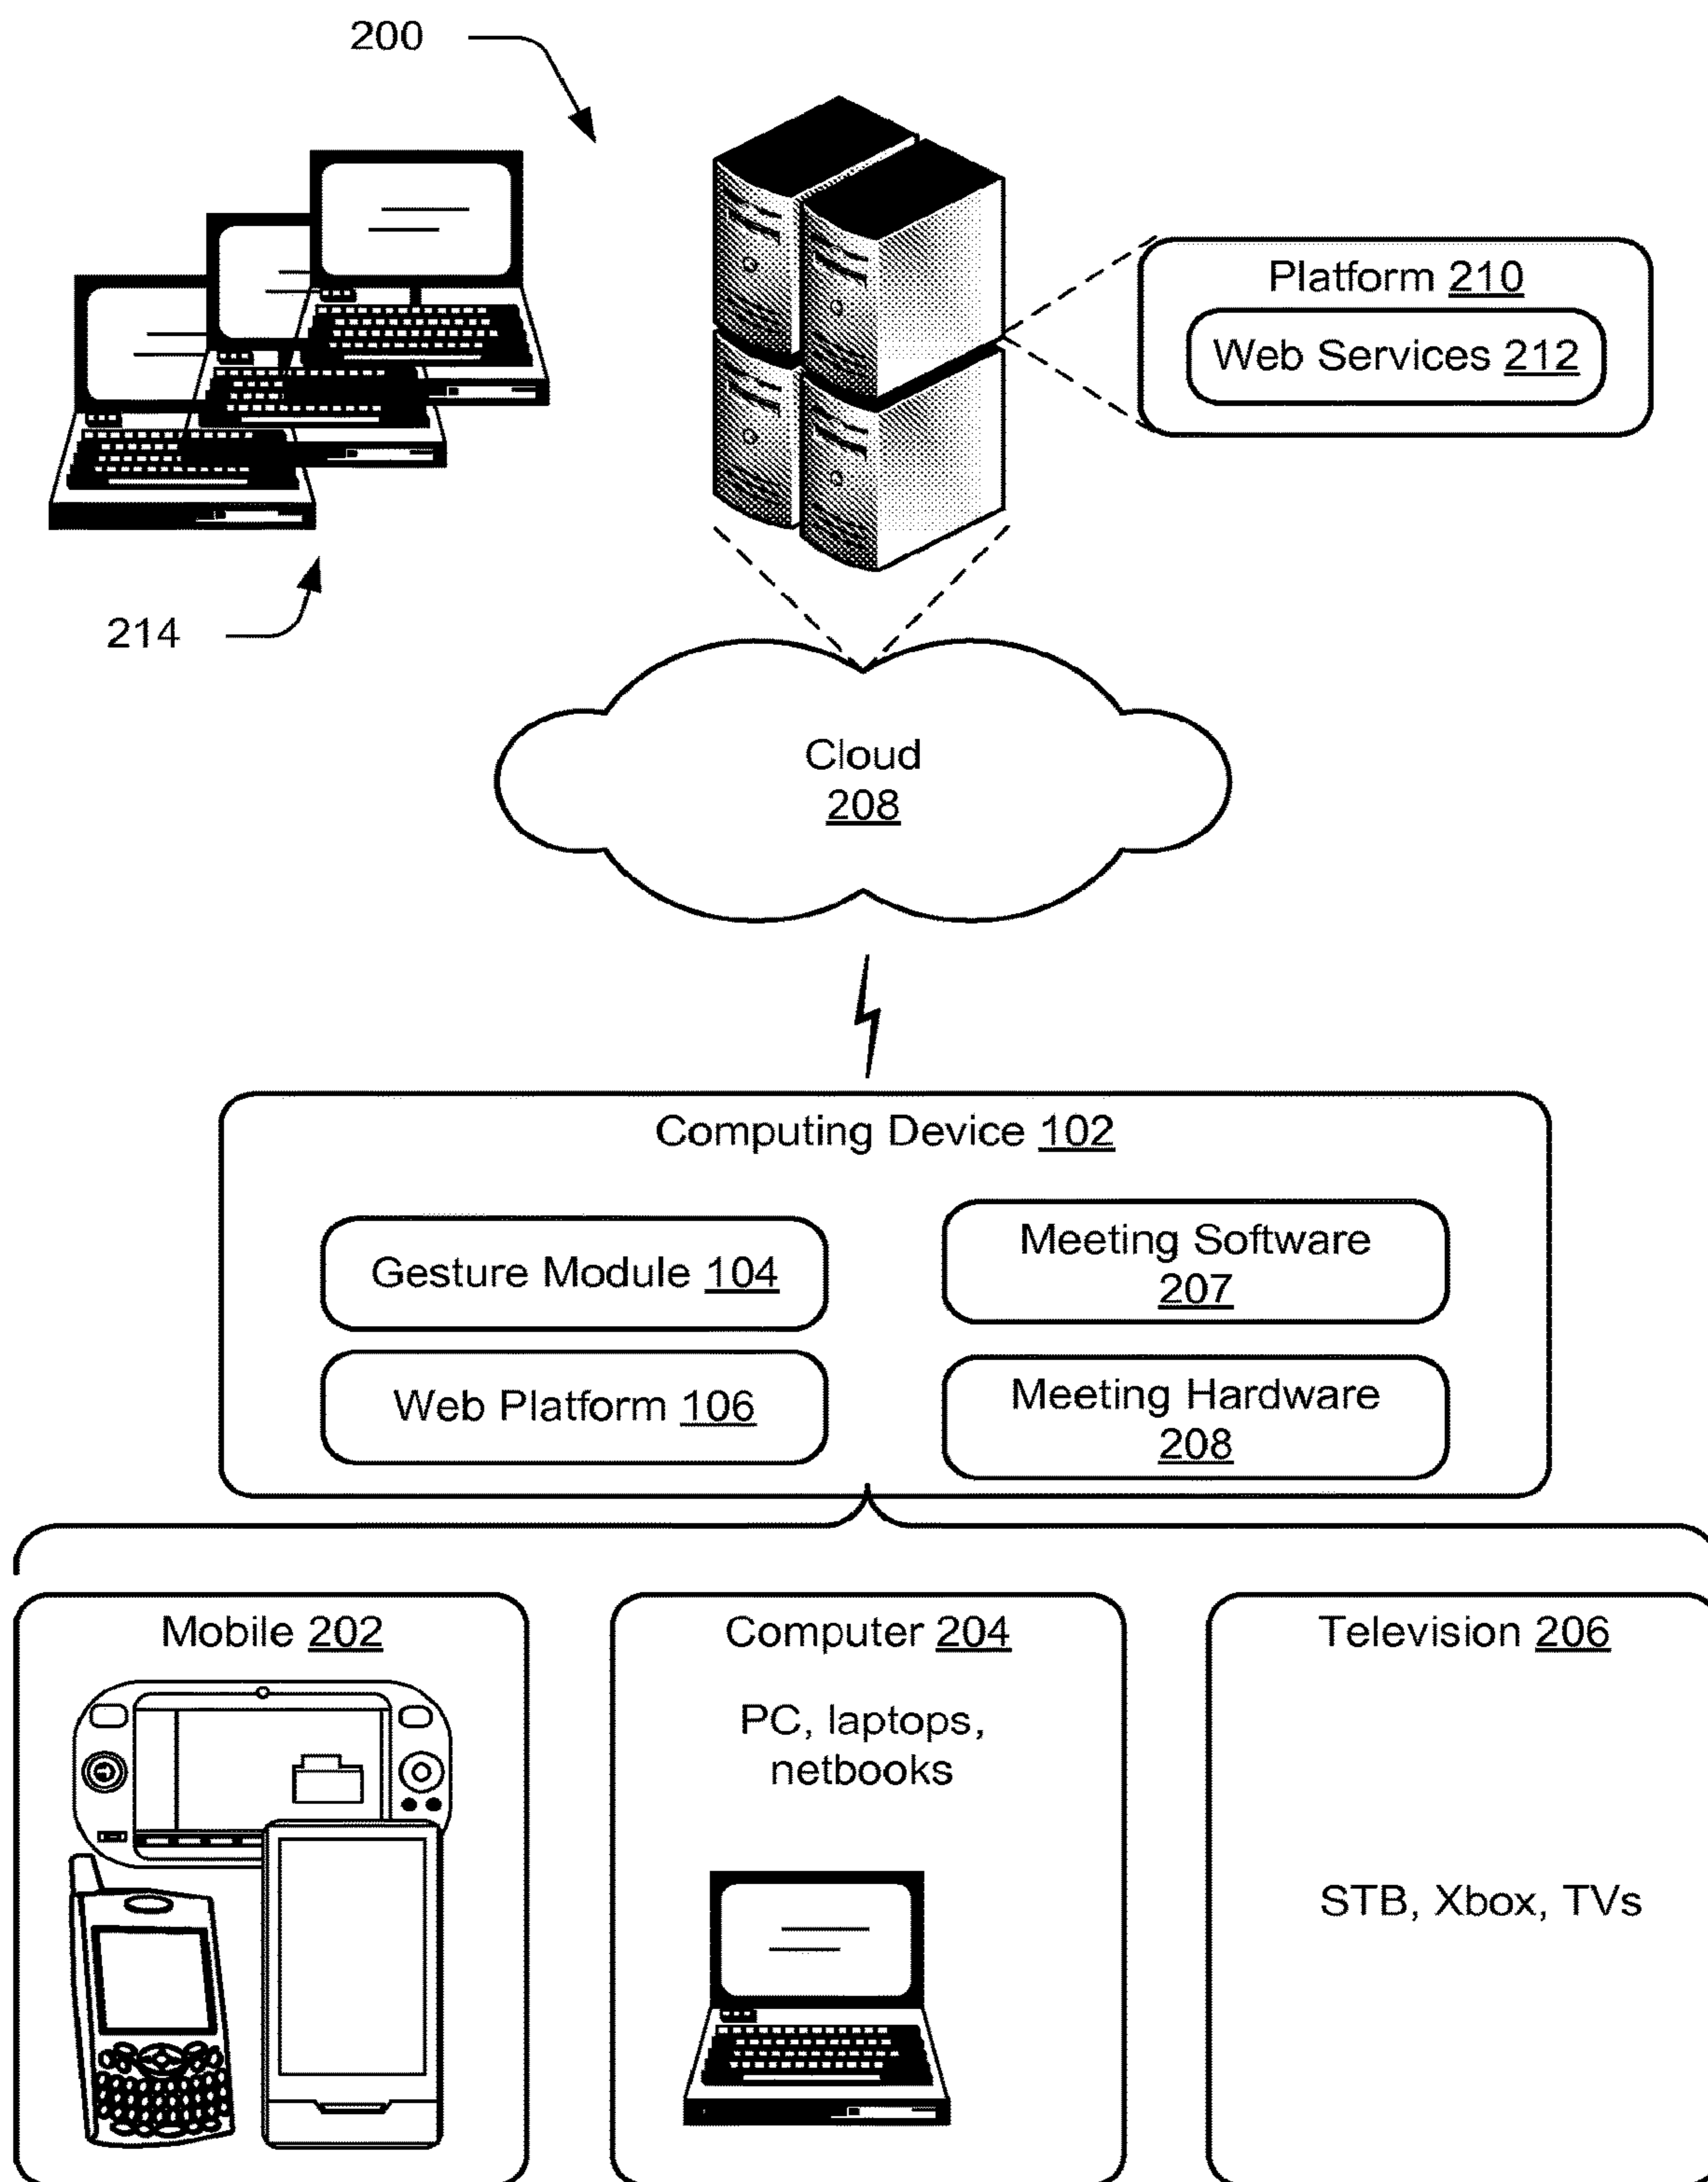 200
Platform 210
Web Services 212
214
Cloud
208
Computing Device 102
Gesture Module 104
Meeting Software
207
Web Platform 106
Meeting Hardware
208
Mobile 202
Computer 204
PC, laptops,
netbooks
Television 206
STB, Xbox, TVs